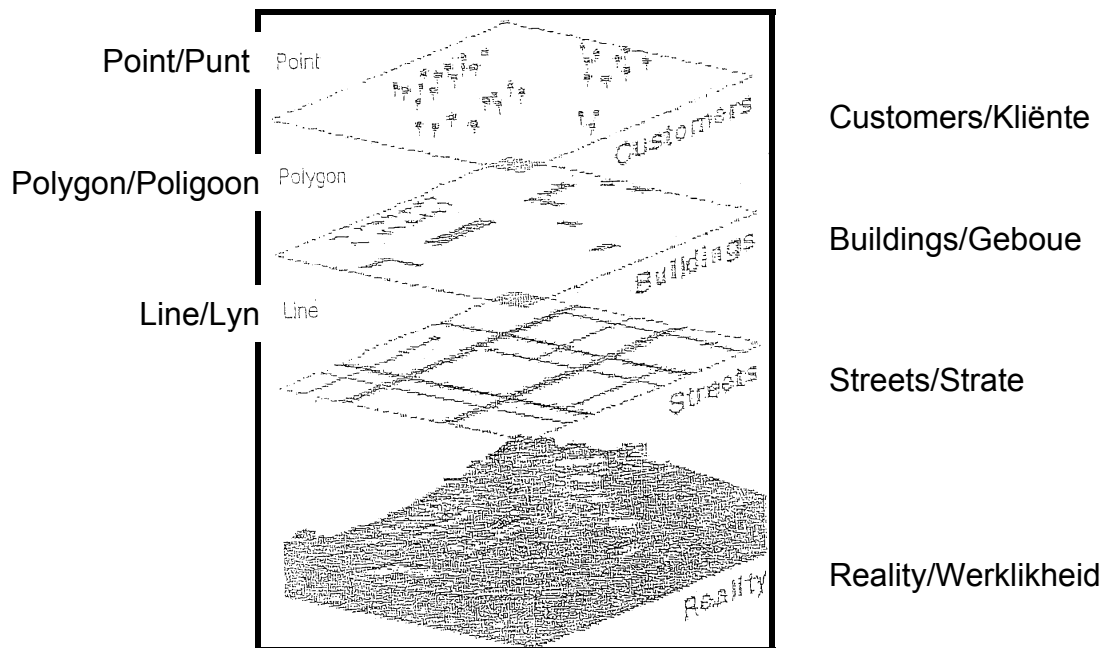 Point/Punt
Point
Customers
Customers/Kliënte
Polygon/Poligoon
Polygon
Buildings
Buildings/Geboue
Line/Lyn
Line
Streets
Streets/Strate
Reality
Reality/Werklikheid